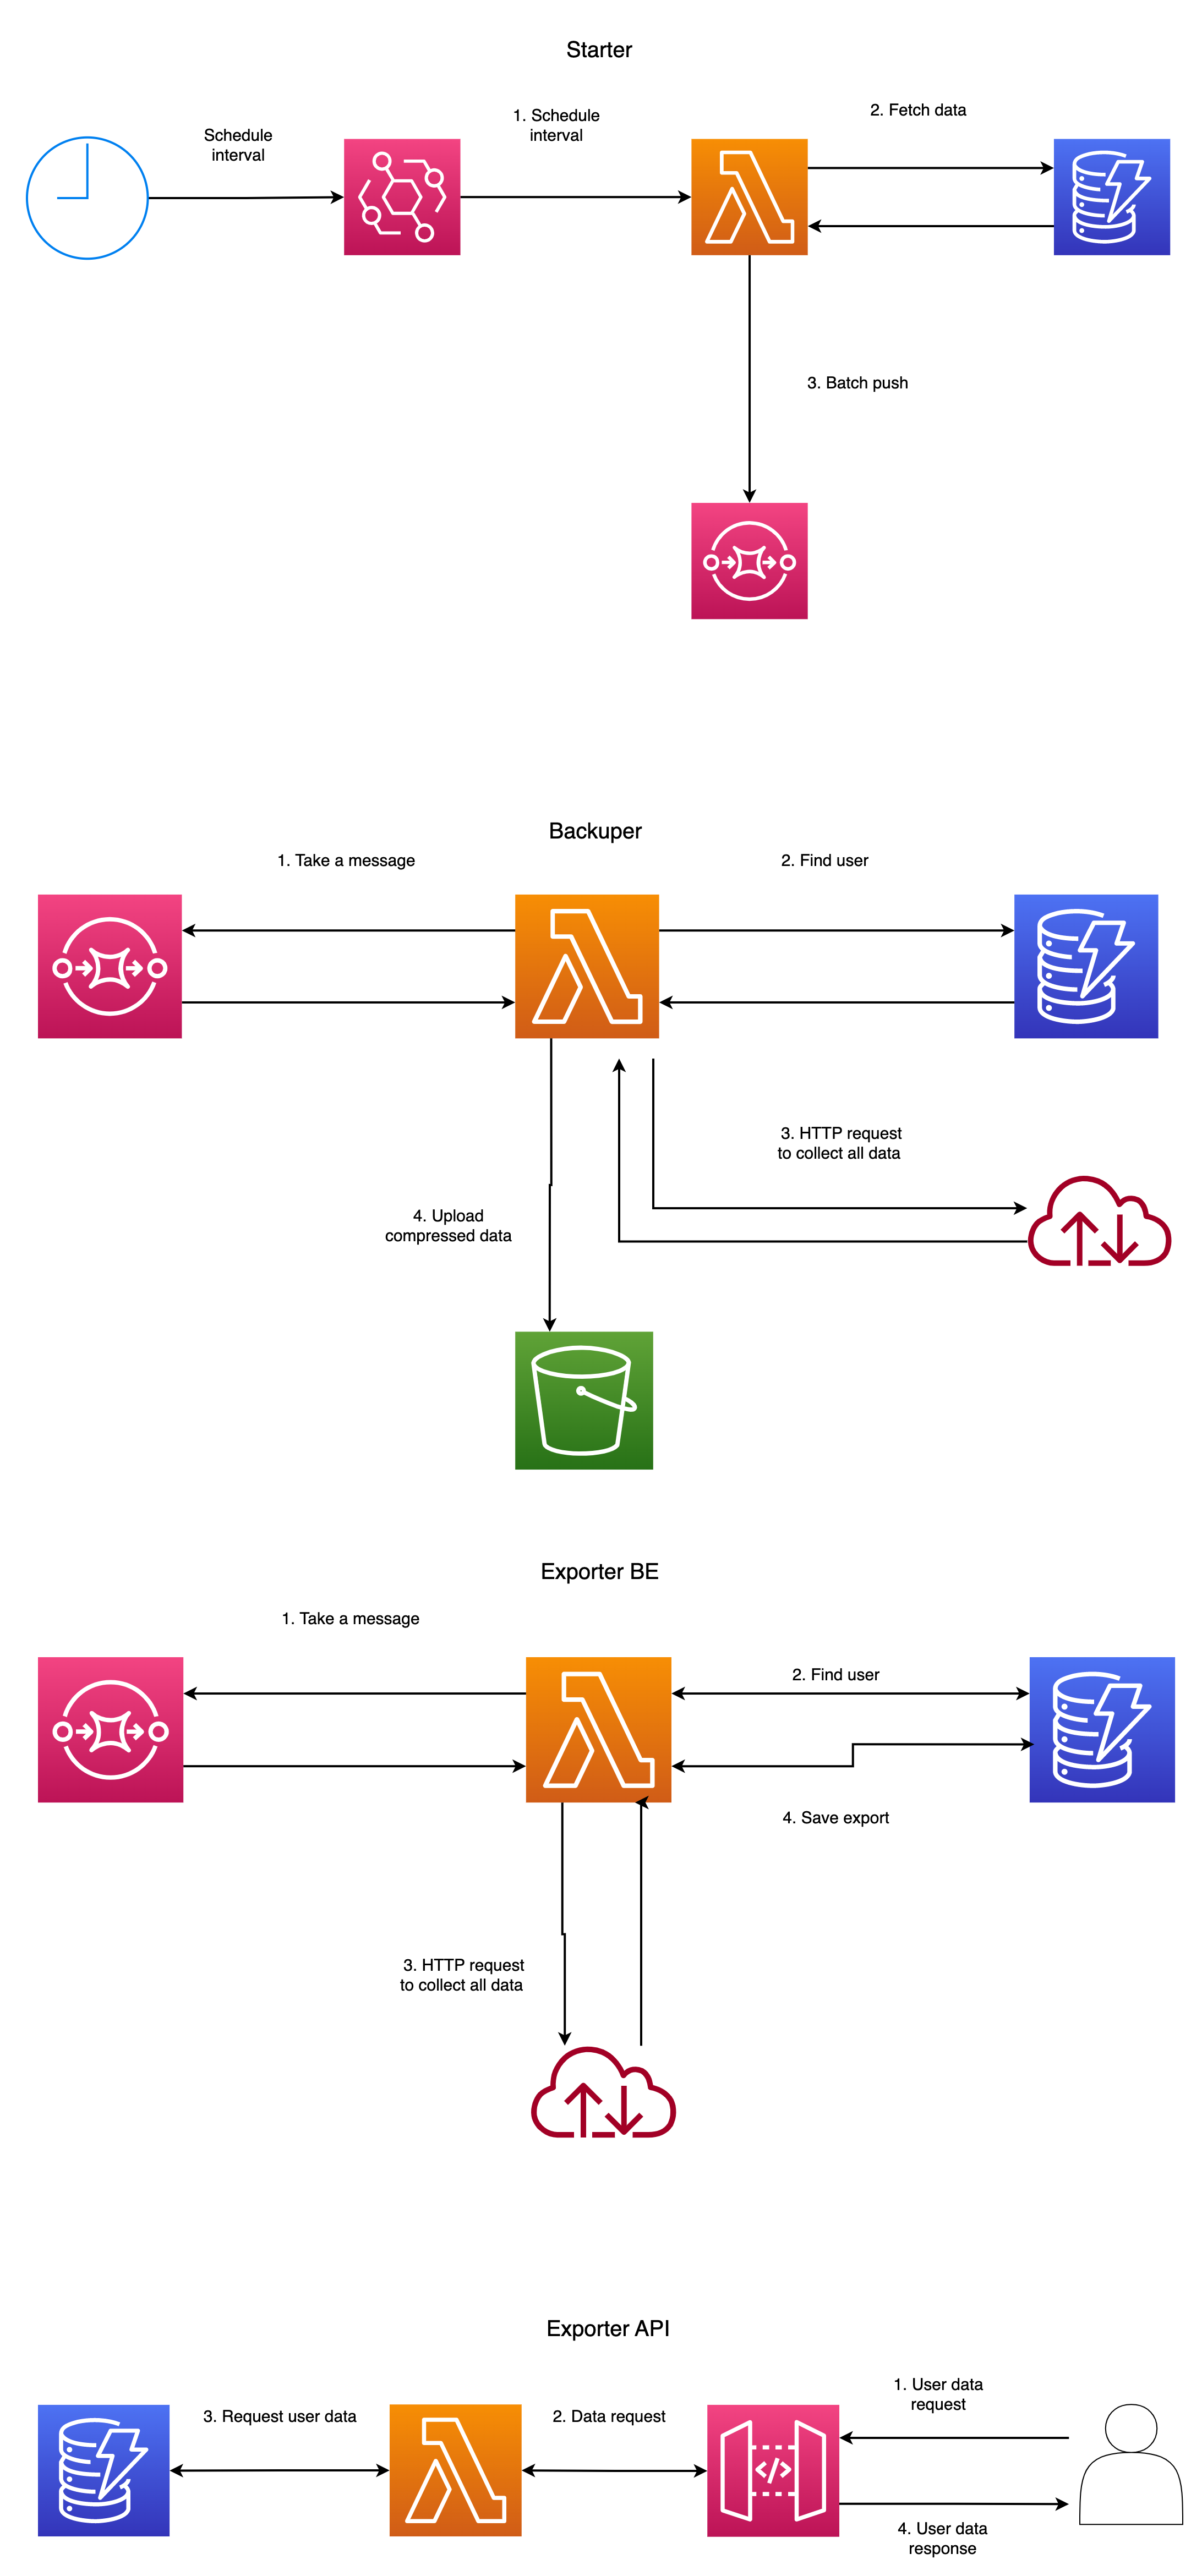 Starter
Schedule
interval
1. Schedule
interval
2. Fetch data
3. Batch push
Backuper
1. Take a message
2. Find user
3. HTTP request
to collect all data
4. Upload
compressed data
Exporter BE
1. Take a message
2. Find user
4. Save export
3. HTTP request
to collect all data
Exporter API
3. Request user data
2. Data request
</>
1. User data
request
4. User data
response